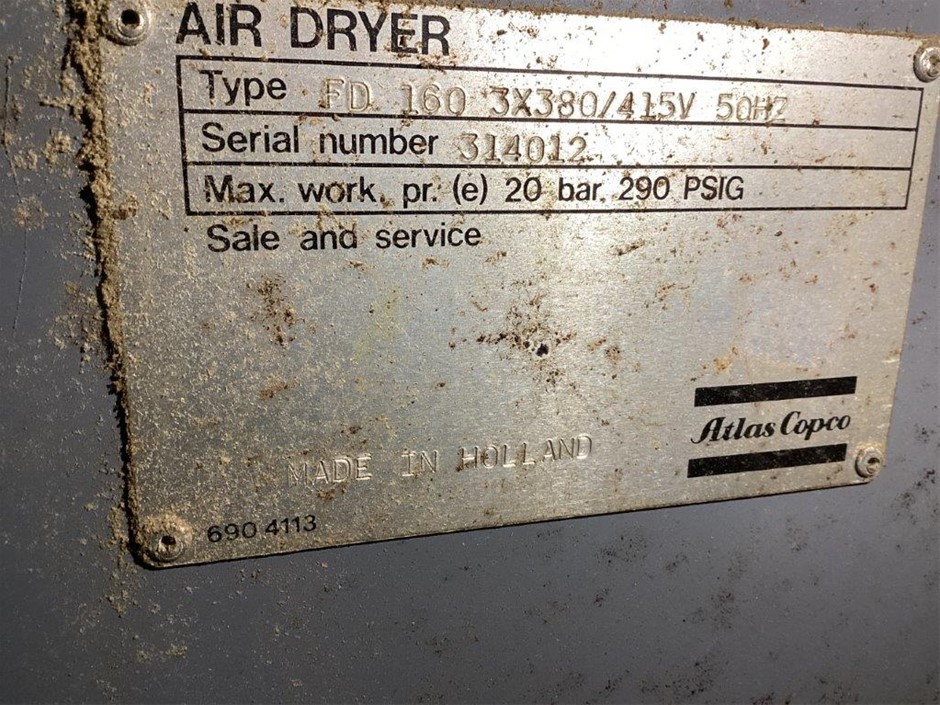 AIR DRYER
Type FD 160 3X380/415V 50HZ
Serial number 314012
Max. work. pr. (e) 20 bar. 290 PSIG
Sale and service
Atlas Copco
MADE IN HOLLAND
690 4113